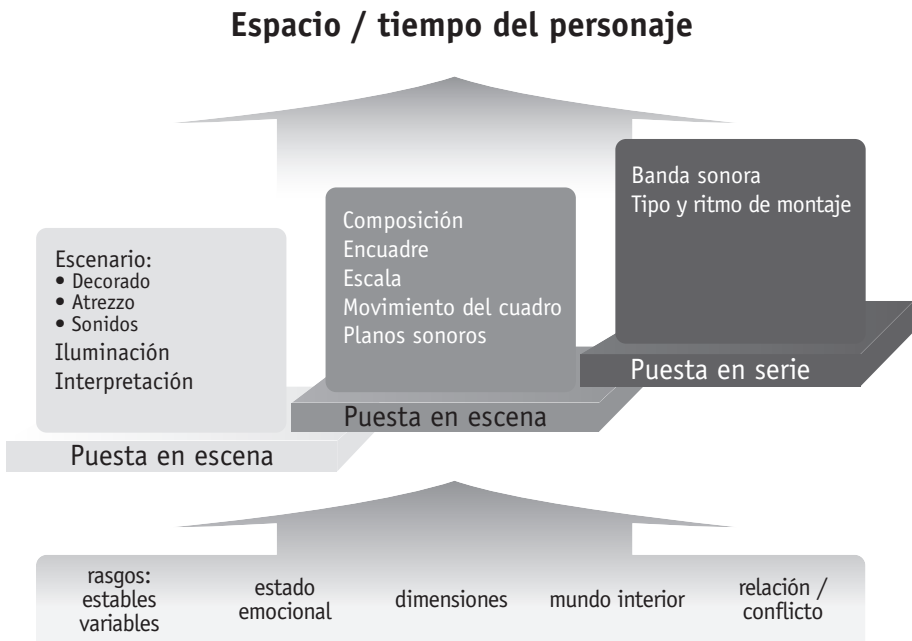 Espacio / tiempo del personaje
Escenario:
• Decorado
• Atrezzo
• Sonidos
Iluminación
Interpretación
Puesta en escena
Composición
Encuadre
Escala
Movimiento del cuadro
Planos sonoros
Puesta en escena
Banda sonora
Tipo y ritmo de montaje
Puesta en serie
rasgos:
estables
variables
estado
emocional
dimensiones
mundo interior
relación /
conflicto